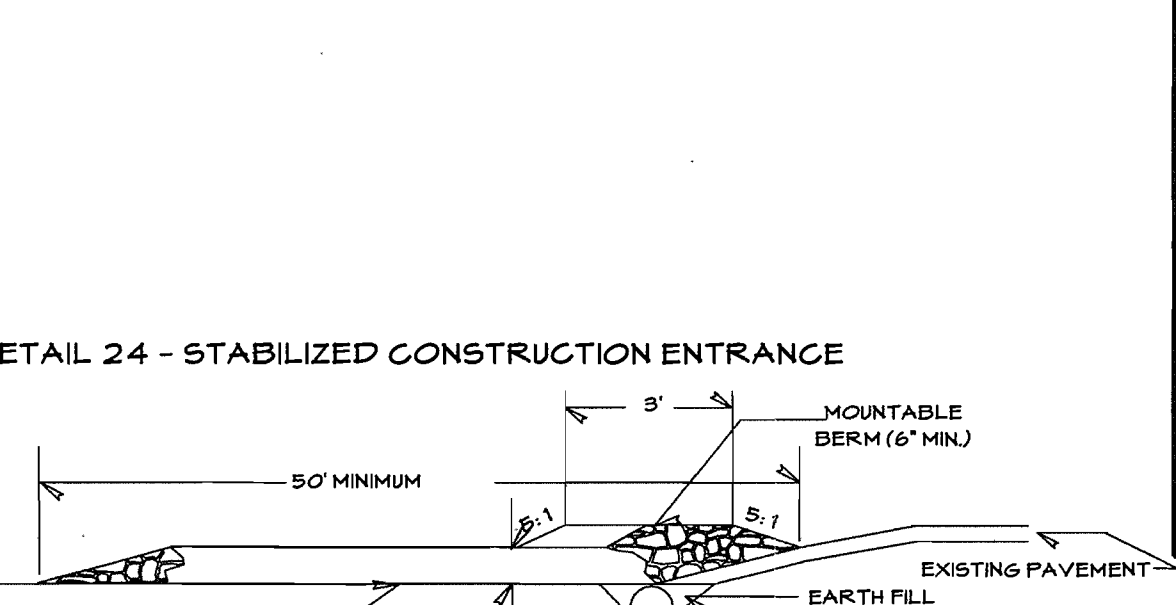 ETAIL 24 - STABILIZED CONSTRUCTION ENTRANCE
3'
MOUNTABLE
BERM (6" MIN.)
50' MINIMUM
5:1
5:1
EXISTING PAVEMENT
EARTH FILL